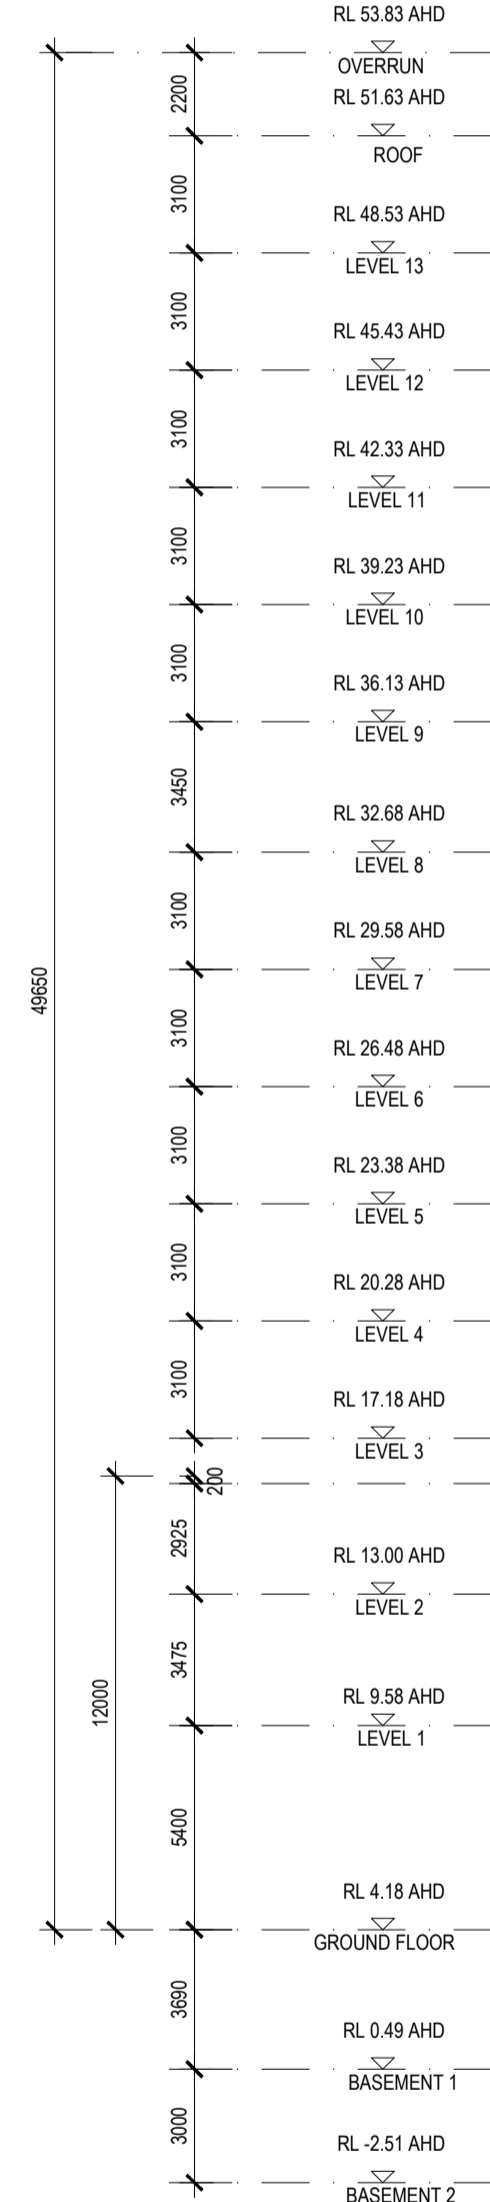 RL 53.83 AHD
OVERRUN
2200
RL 51.63 AHD
ROOF
3100
RL 48.53 AHD
LEVEL 13
3100
RL 45.43 AHD
LEVEL 12
3100
RL 42.33 AHD
LEVEL 11
3100
RL 39.23 AHD
LEVEL 10
3100
RL 36.13 AHD
LEVEL 9
3450
RL 32.68 AHD
LEVEL 8
3100
RL 29.58 AHD
LEVEL 7
49650
3100
RL 26.48 AHD
LEVEL 6
3100
RL 23.38 AHD
LEVEL 5
3100
RL 20.28 AHD
LEVEL 4
3100
RL 17.18 AHD
LEVEL 3
200
2925
RL 13.00 AHD
LEVEL 2
3475
12000
RL 9.58 AHD
LEVEL 1
5400
RL 4.18 AHD
GROUND FLOOR
3690
RL 0.49 AHD
BASEMENT 1
3000
RL -2.51 AHD
BASEMENT 2